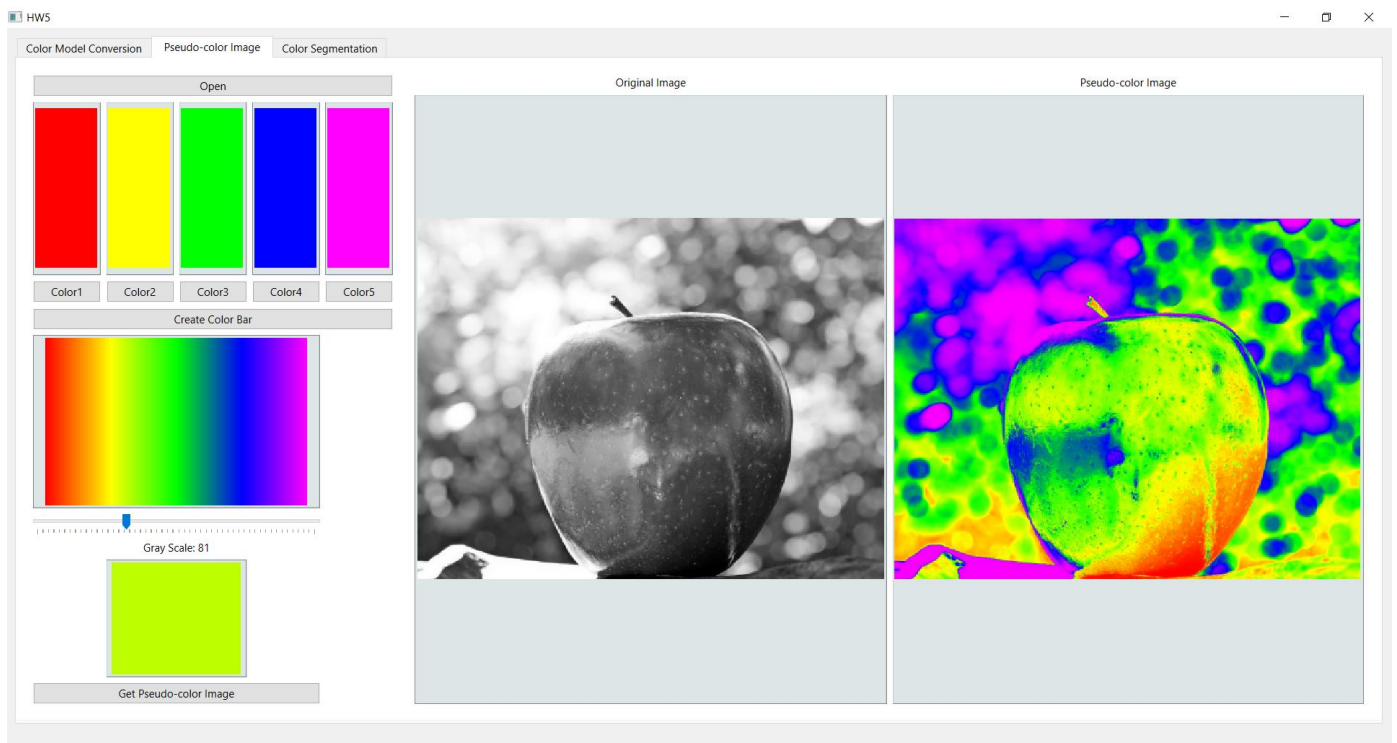 HW5
Color Model Conversion
Pseudo-color Image
Color Segmentation
Open
Color1
Color2
Color3
Color4
Color5
Create Color Bar
Gray Scale: 81
Get Pseudo-color Image
Original Image
Pseudo-color Image